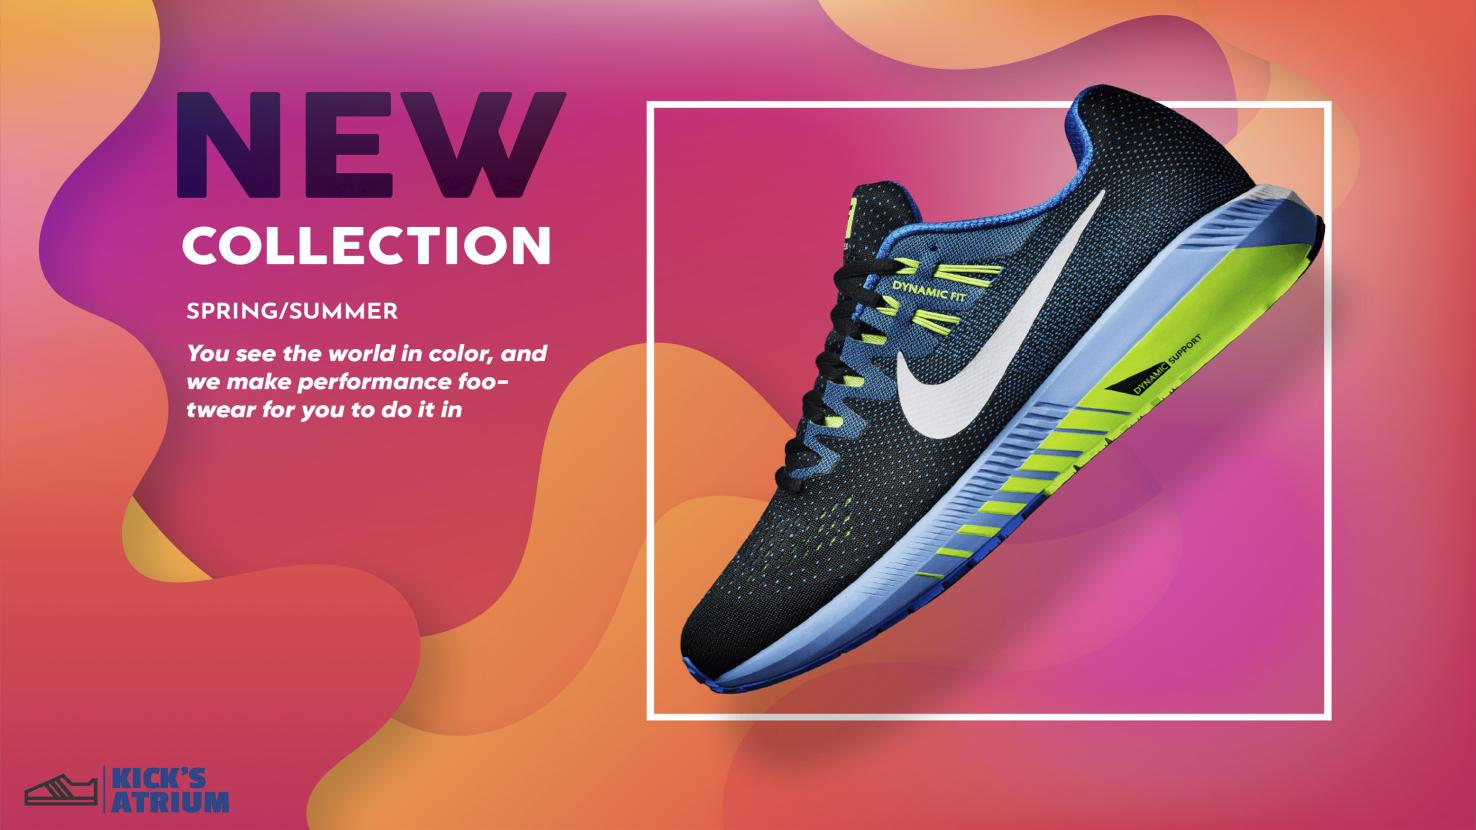 NEW
COLLECTION
SPRING/SUMMER
You see the world in color, and
we make performance foo-
twear for you to do it in
DYNAMIC FIT
DYNAMIC SUPPORT
KICK'S
ATRIUM